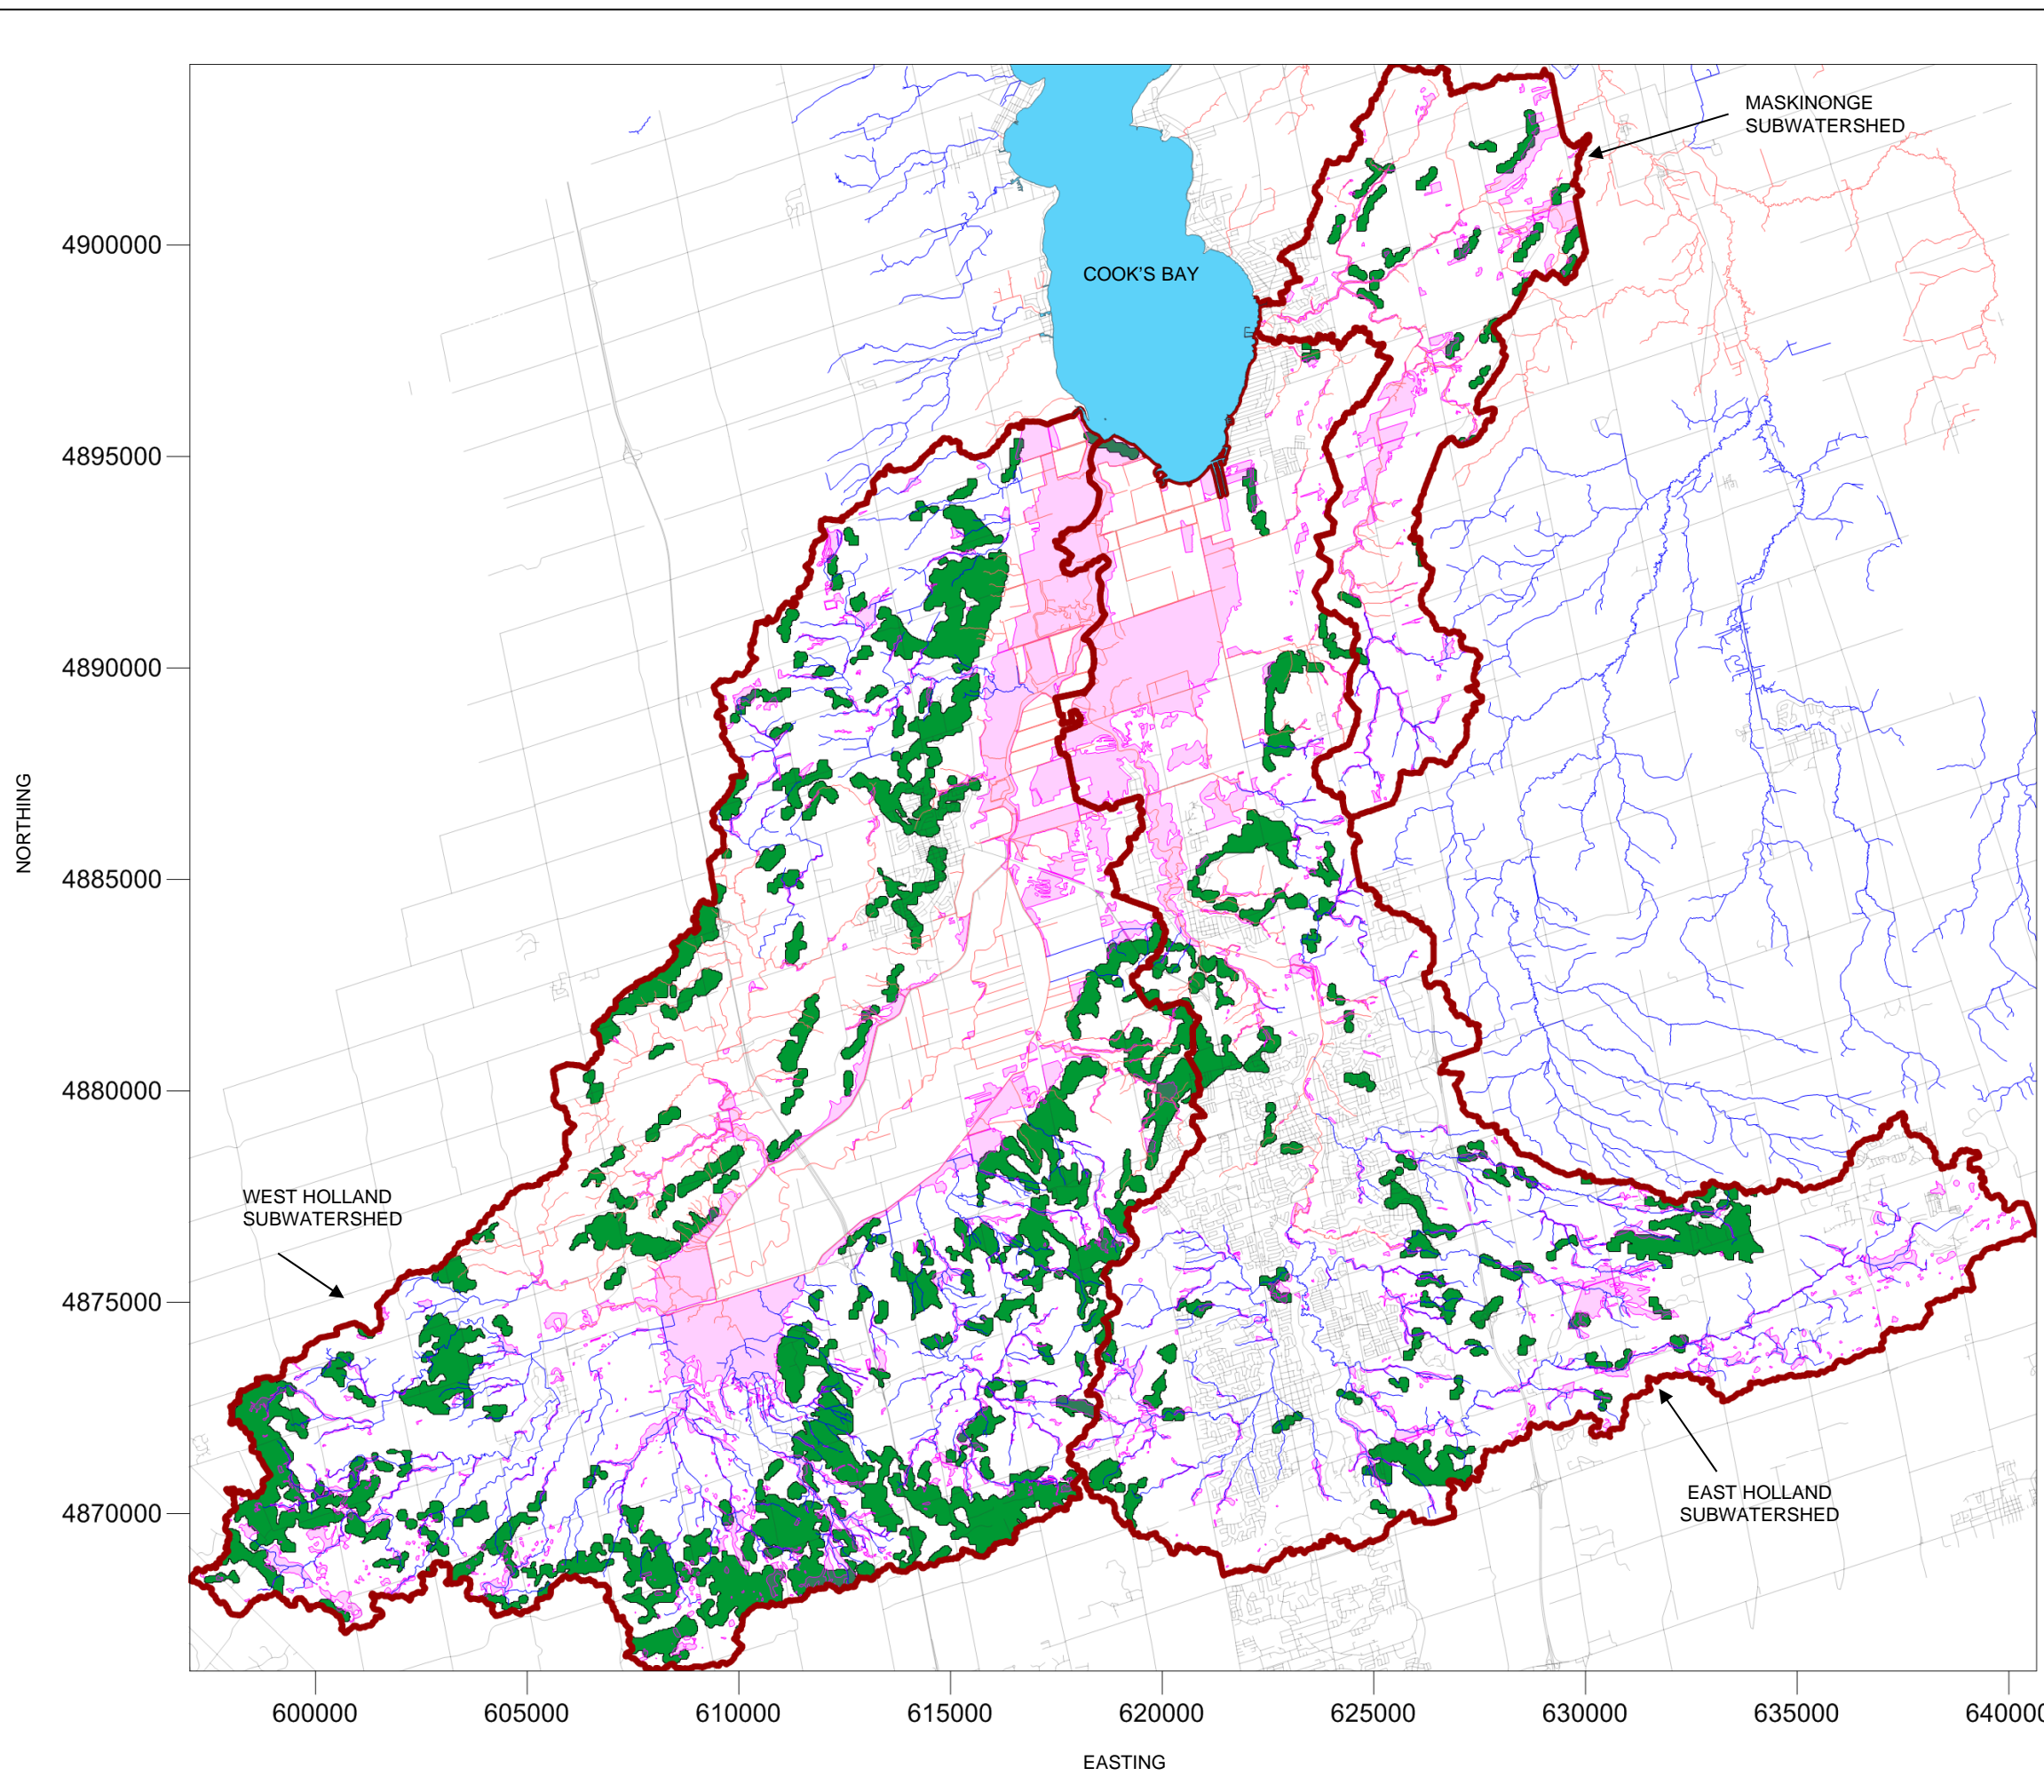 MASKINONGE
SUBWATERSHED
COOK'S BAY
WEST HOLLAND
SUBWATERSHED
EAST HOLLAND
SUBWATERSHED
NORTHING
4900000
4895000
4890000
4885000
4880000
4875000
4870000
600000
605000
610000
615000
620000
625000
630000
635000
640000
EASTING